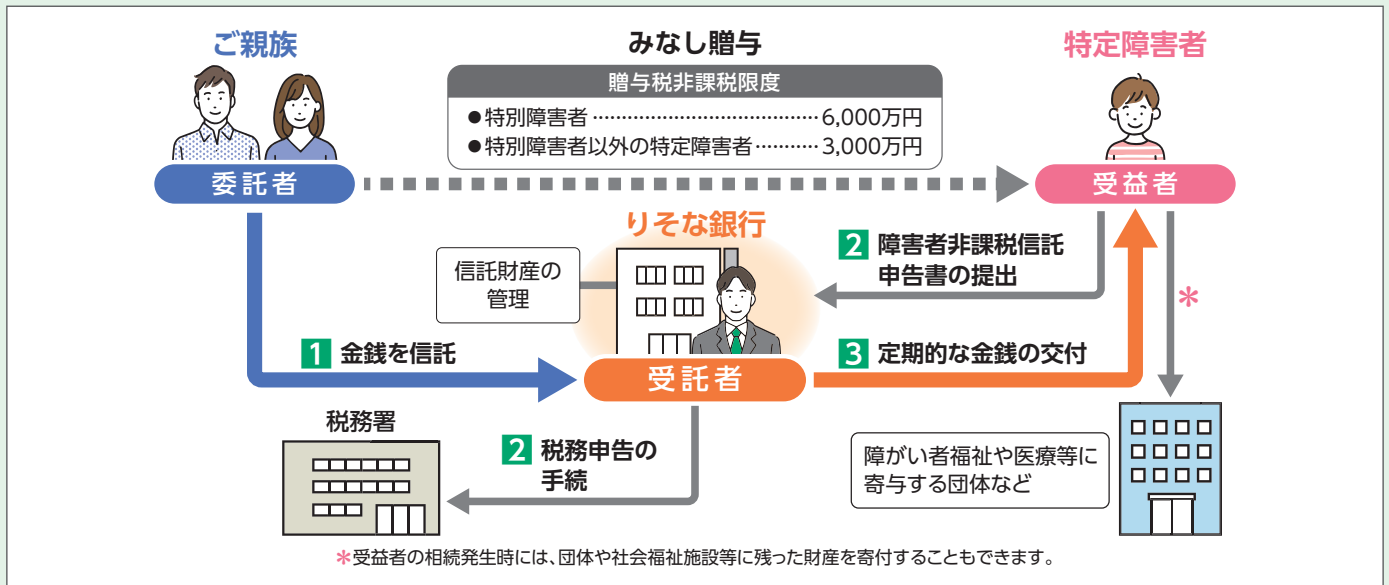 ご親族
みなし贈与
特定障害者
贈与税非課税限度
●特別障害者……………………………………6,000万円
●特別障害者以外の特定障害者…………3,000万円
委託者
受益者
りそな銀行
信託財産の
管理
2 障害者非課税信託
申告書の提出
*
1 金銭を信託
3 定期的な金銭の交付
受託者
税務署
2 税務申告の
手続
障がい者福祉や医療等に
寄与する団体など
*受益者の相続発生時には、団体や社会福祉施設等に残った財産を寄付することもできます。